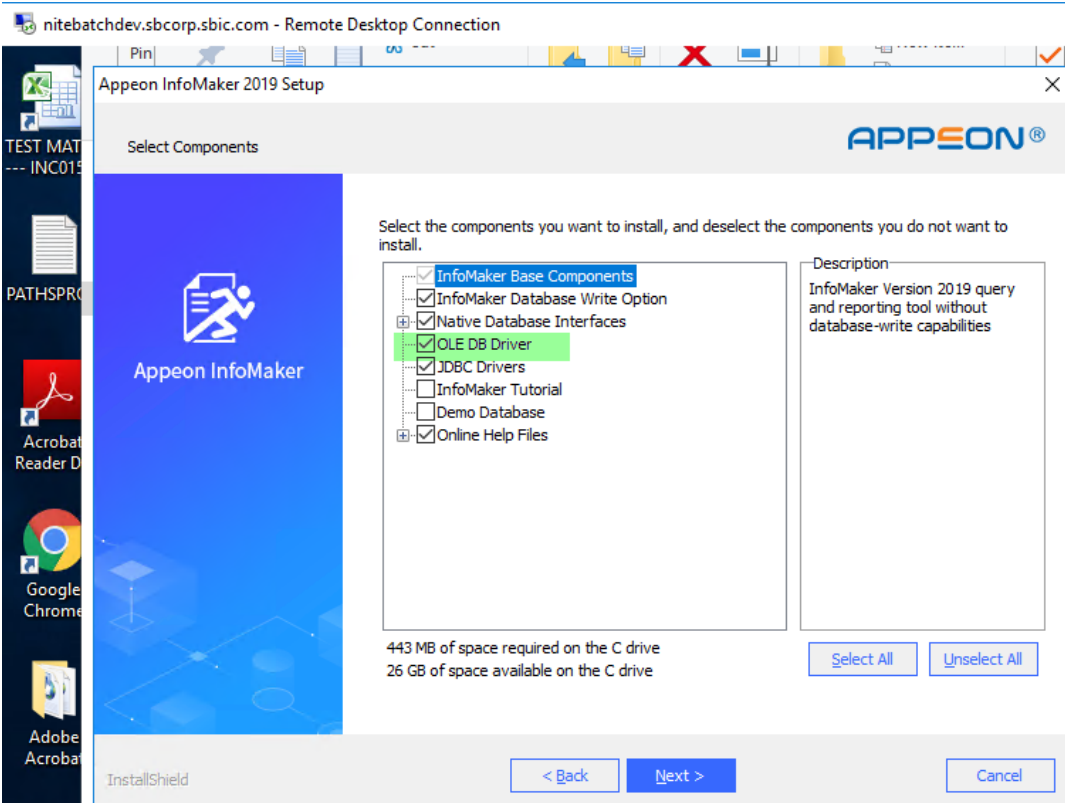 nitebatchdev.sbcorp.sbic.com - Remote Desktop Connection
Pin
Appeon InfoMaker 2019 Setup
Select Components
APPEON®
TEST MAT
--- INC015
PATHSPR
Acrobat
Reader D
Google
Chrome
Adobe
Acrobat
Appeon InfoMaker
Select the components you want to install, and deselect the components you do not want to
install.
InfoMaker Base Components
InfoMaker Database Write Option
Native Database Interfaces
OLE DB Driver
JDBC Drivers
InfoMaker Tutorial
Demo Database
Online Help Files
Description
InfoMaker Version 2019 query
and reporting tool without
database-write capabilities
443 MB of space required on the C drive
26 GB of space available on the C drive
Select All
Unselect All
InstallShield
< Back
Next >
Cancel